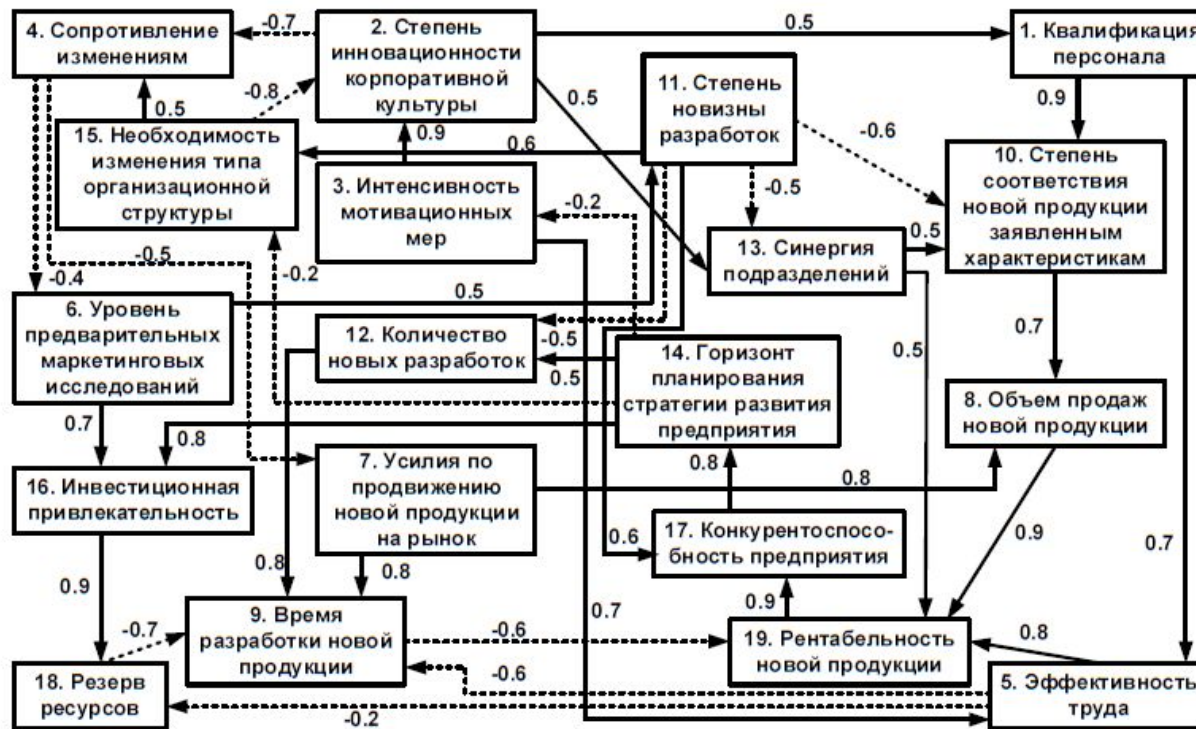 4. Сопротивление
изменениям
-0.7
2. Степень
инновационности
корпоративной
культуры
0.5
1. Квалификация
персонала
11. Степень
новизны
разработок
0.5
0.5
-0.8
0.9
-0.6
15. Необходимость
изменения типа
организационной
структуры
0.9
0.6
3. Интенсивность
мотивационных
мер
-0.2
-0.5
10. Степень
соответствия
новой продукции
заявленным
характеристикам
13. Синергия
подразделений
0.5
-0.5
-0.4
-0.2
0.5
6. Уровень
предварительных
маркетинговых
исследований
12. Количество
новых разработок
-0.5
0.5
14. Горизонт
планирования
стратегии развития
предприятия
0.5
0.7
8. Объем продаж
новой продукции
0.7
0.8
16. Инвестиционная
привлекательность
7. Усилия по
продвижению
новой продукции
на рынок
0.8
0.8
17. Конкурентоспосо-
бность предприятия
0.6
0.9
0.7
0.9
0.8
0.8
0.7
0.9
-0.7
9. Время
разработки новой
продукции
-0.6
19. Рентабельность
новой продукции
0.8
18. Резерв
ресурсов
-0.6
-0.2
5. Эффективность
труда